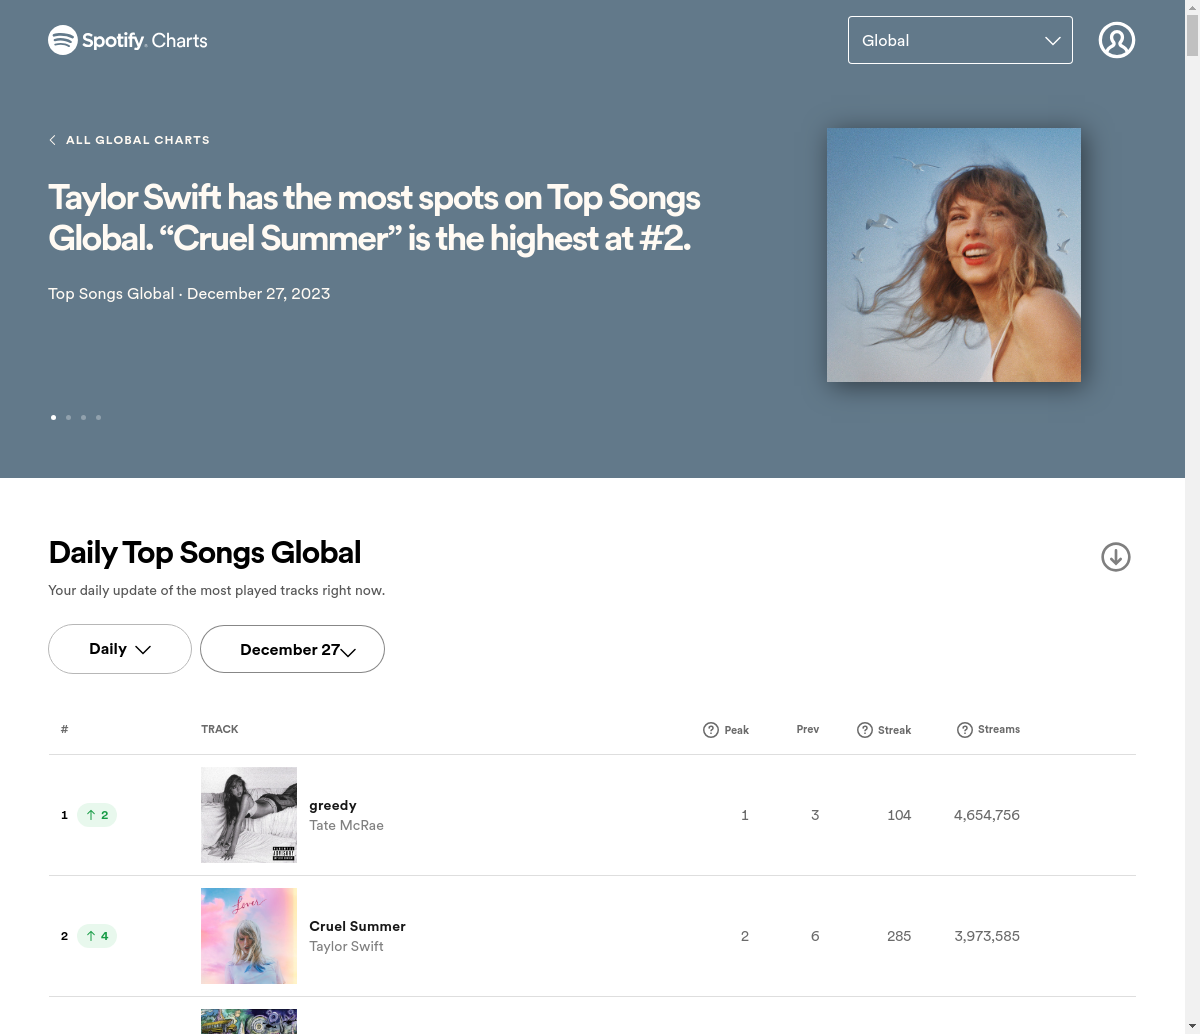 Spotify Charts
Global
ALL GLOBAL CHARTS
Taylor Swift has the most spots on Top Songs
Global. “Cruel Summer” is the highest at #2.
Top Songs Global · December 27, 2023
Daily Top Songs Global
Your daily update of the most played tracks right now.
Daily
December 27
# TRACK ? Peak Prev ? Streak ? Streams
1 ↑ 2 greedy 1 3 104 4,654,756
Tate McRae
Lover
2 ↑ 4 Cruel Summer 2 6 285 3,973,585
Taylor Swift